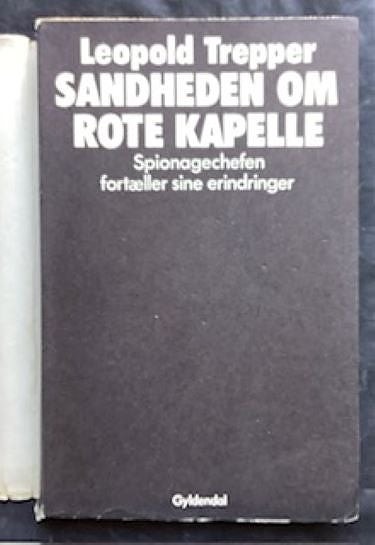 Leopold Trepper
SANDHEDEN OM
ROTE KAPELLE
Spionagechefen
fortæller sine erindringer
Gyldendal